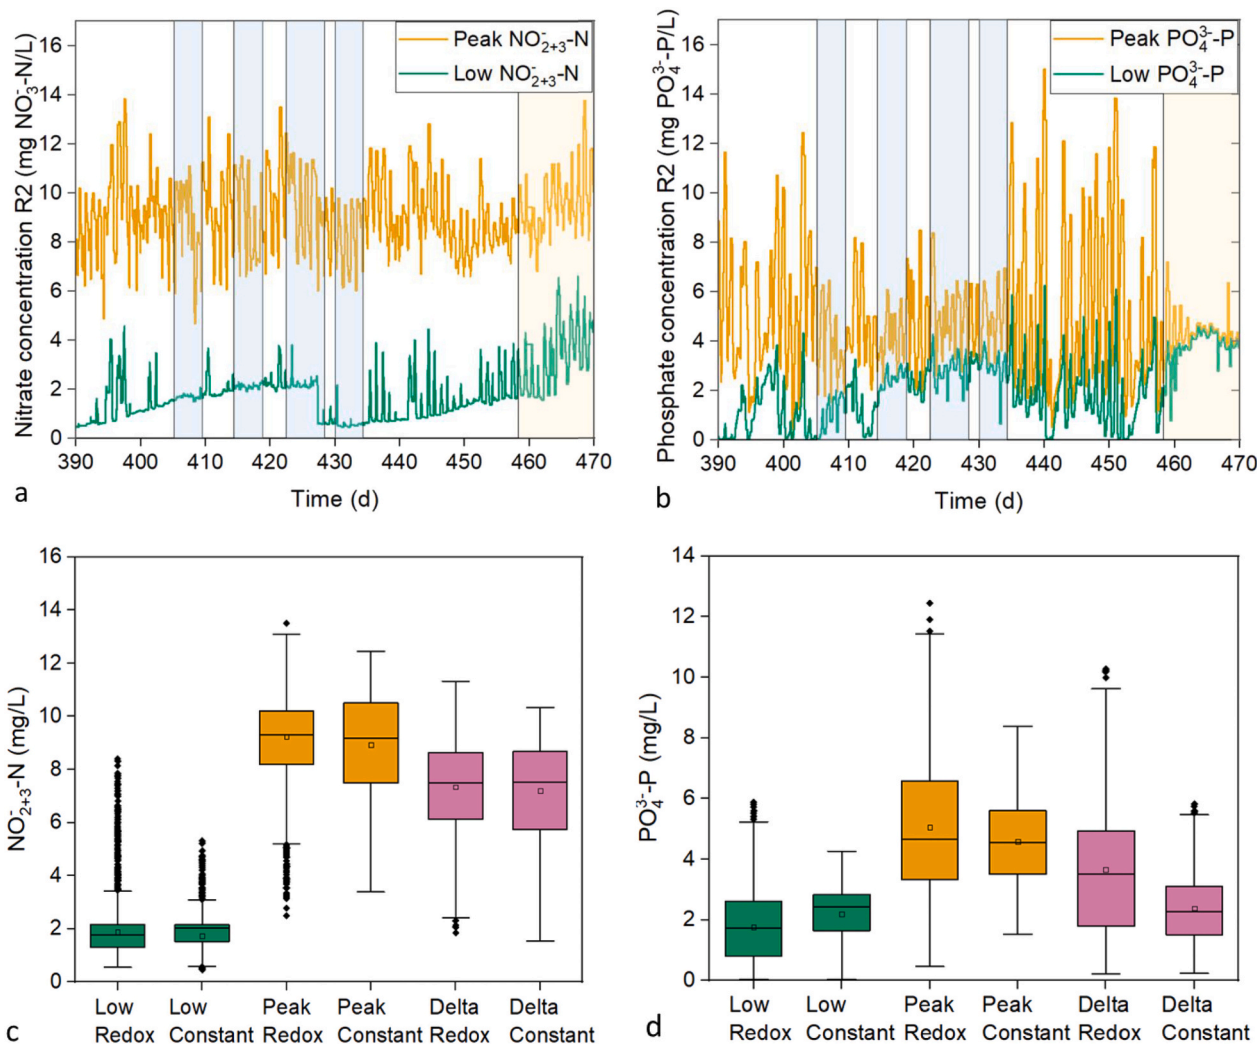 Nitrate concentration R2 (mg NO₃⁻-N/L)
16
14
12
10
8
6
4
2
0
Peak NO₂₊₃⁻-N
Low NO₂₊₃⁻-N
390 400 410 420 430 440 450 460 470
Time (d)
a
Phosphate concentration R2 (mg PO₄³⁻-P/L)
16
14
12
10
8
6
4
2
0
Peak PO₄³⁻-P
Low PO₄³⁻-P
390 400 410 420 430 440 450 460 470
Time (d)
b
NO₂₊₃⁻-N (mg/L)
16
14
12
10
8
6
4
2
0
Low Low Peak Peak Delta Delta
Redox Constant Redox Constant Redox Constant
c
PO₄³⁻-P (mg/L)
14
12
10
8
6
4
2
0
Low Low Peak Peak Delta Delta
Redox Constant Redox Constant Redox Constant
d